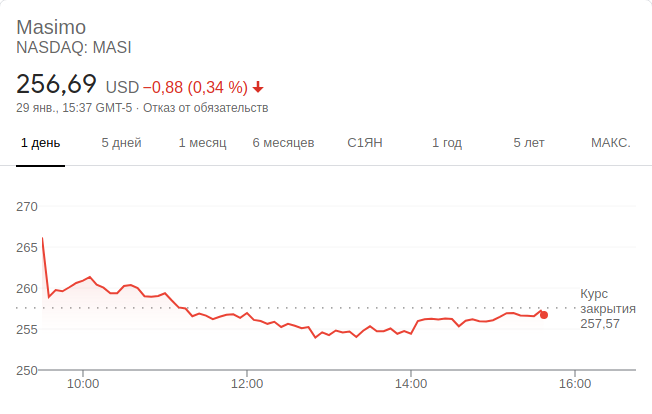 Masimo
NASDAQ: MASI
256,69 USD −0,88 (0,34 %)
29 янв., 15:37 GMT-5 · Отказ от обязательств
1 день 5 дней 1 месяц 6 месяцев С1ЯН 1 год 5 лет МАКС.
270
265
260
255
250
Курс
закрытия
257,57
10:00 12:00 14:00 16:00